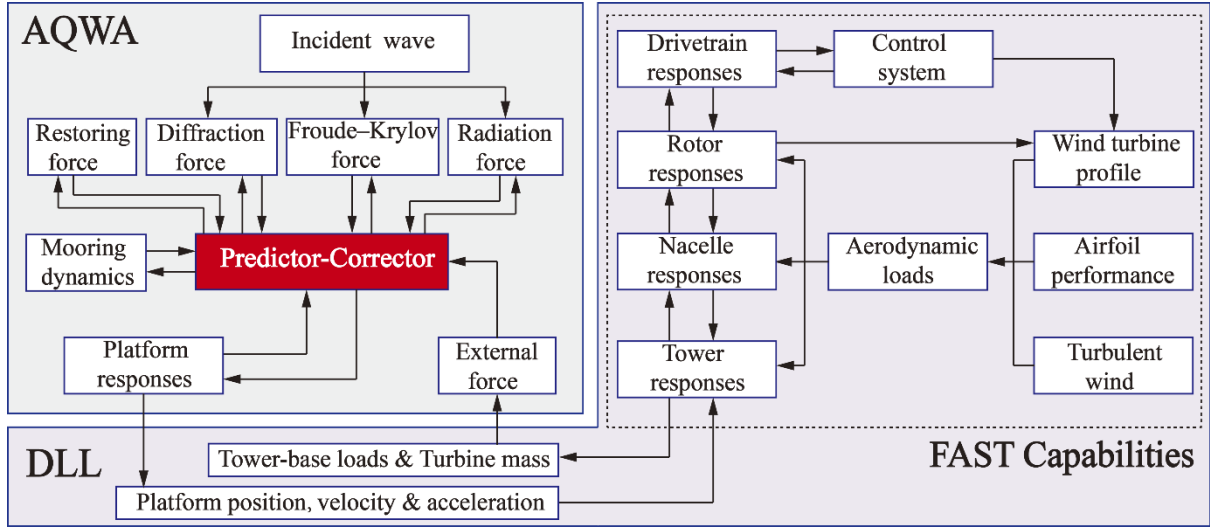 AQWA
Incident wave
Restoring
force
Diffraction
force
Froude–Krylov
force
Radiation
force
Mooring
dynamics
Predictor-Corrector
Platform
responses
External
force
Drivetrain
responses
Control
system
Rotor
responses
Wind turbine
profile
Nacelle
responses
Aerodynamic
loads
Airfoil
performance
Tower
responses
Turbulent
wind
DLL
Tower-base loads & Turbine mass
Platform position, velocity & acceleration
FAST Capabilities